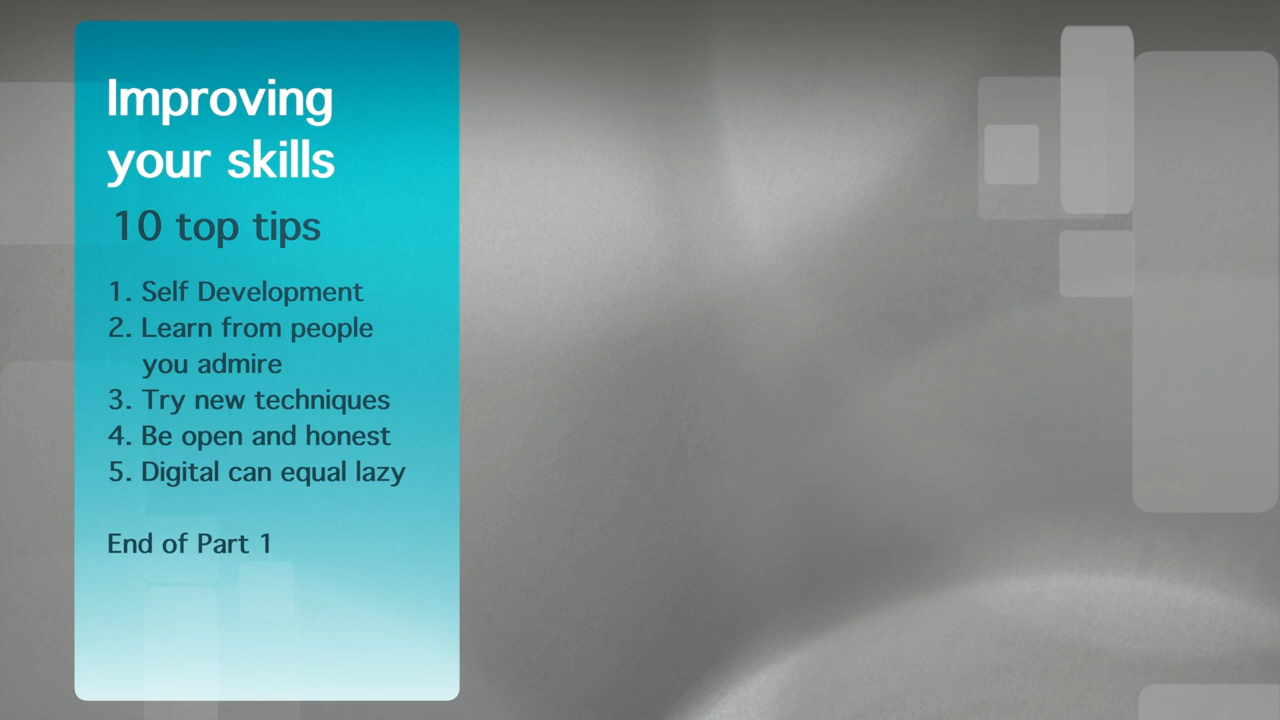 Improving
your skills
10 top tips
1. Self Development
2. Learn from people
you admire
3. Try new techniques
4. Be open and honest
5. Digital can equal lazy
End of Part 1